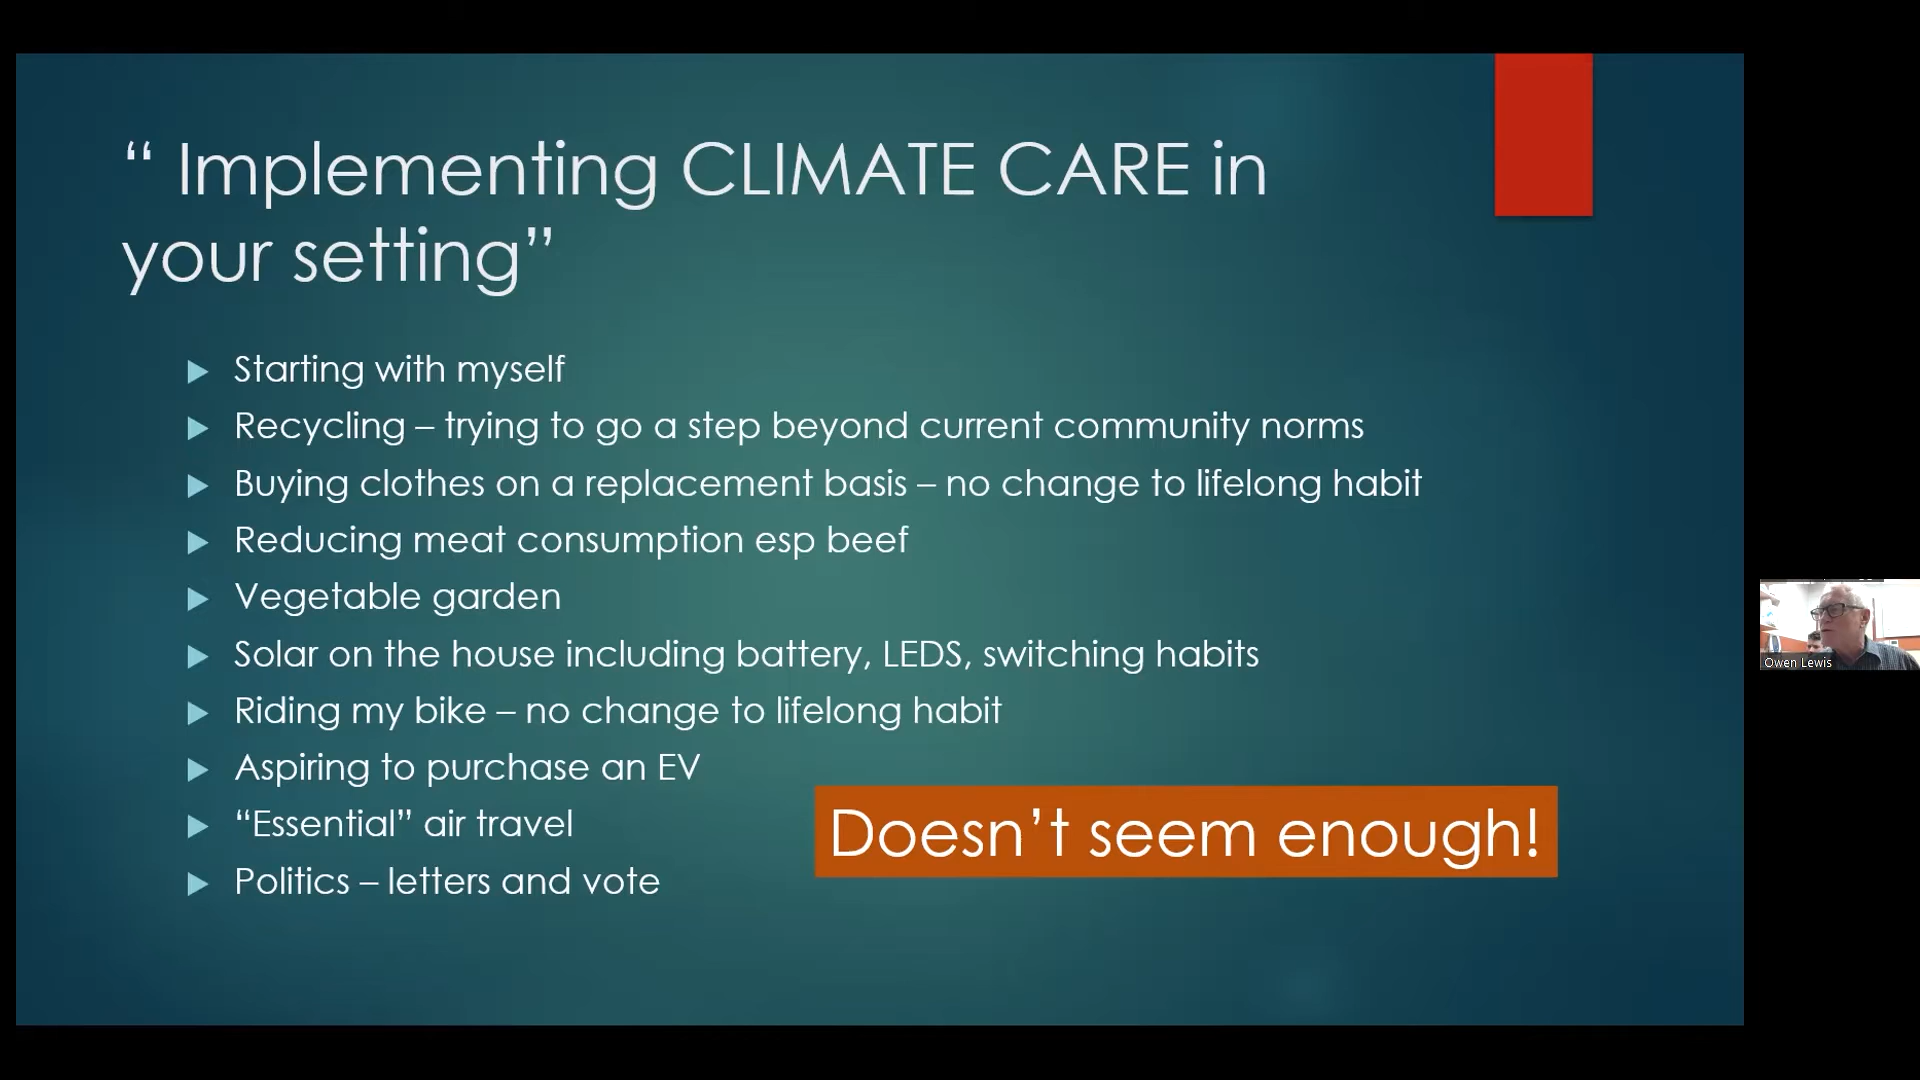 “ Implementing CLIMATE CARE in
your setting”
Starting with myself
Recycling – trying to go a step beyond current community norms
Buying clothes on a replacement basis – no change to lifelong habit
Reducing meat consumption esp beef
Vegetable garden
Solar on the house including battery, LEDS, switching habits
Riding my bike – no change to lifelong habit
Aspiring to purchase an EV
“Essential” air travel
Politics – letters and vote
Doesn’t seem enough!
Owen Lewis